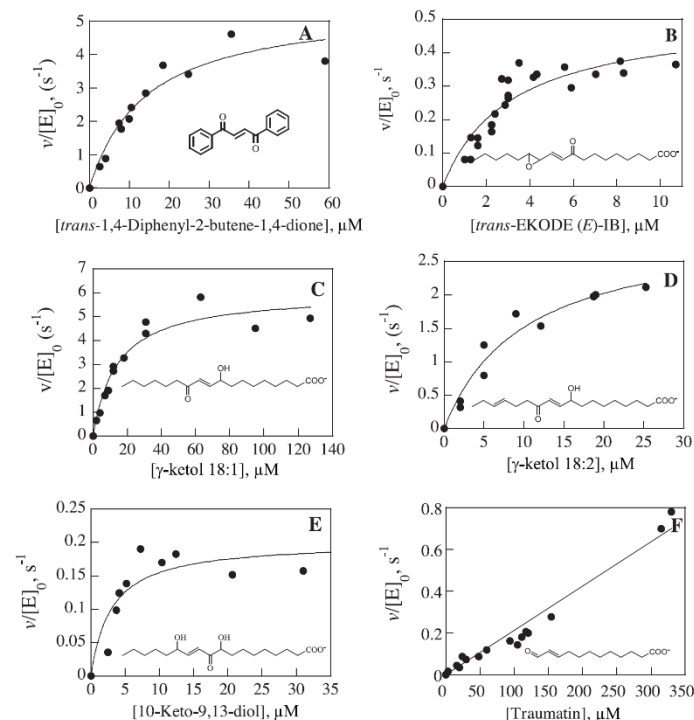 A
v/[E]0, (s-1)
5
4
3
2
1
0
0 10 20 30 40 50 60
[trans-1,4-Diphenyl-2-butene-1,4-dione], µM
O
O
B
v/[E]0, (s-1)
0.5
0.4
0.3
0.2
0.1
0
0 2 4 6 8 10
[trans-EKODE (E)-IB], µM
O
O
COO-
C
v/[E]0 (s-1)
7
6
5
4
3
2
1
0
0 20 40 60 80 100 120 140
[γ-ketol 18:1], µM
OH
O
COO-
D
v/[E]0, (s-1)
2.5
2
1.5
1
0.5
0
0 5 10 15 20 25 30
[γ-ketol 18:2], µM
OH
O
COO-
E
v/[E]0, s-1
0.25
0.2
0.15
0.1
0.05
0
0 5 10 15 20 25 30 35
[10-Keto-9,13-diol], µM
OH
OH
O
COO-
F
v/[E]0, s-1
0.8
0.6
0.4
0.2
0
0 50 100 150 200 250 300 350
[Traumatin], µM
O
COO-